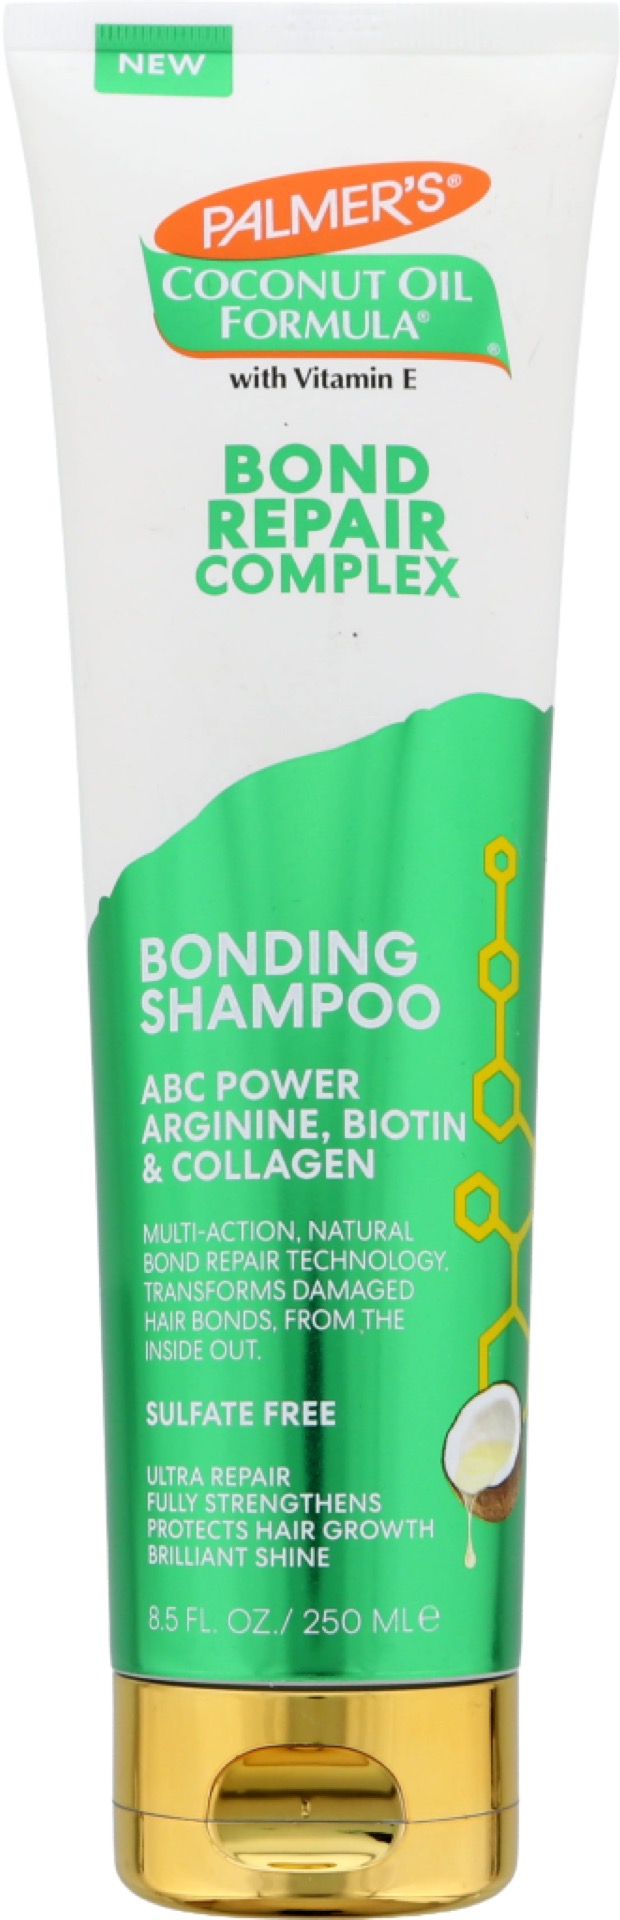 NEW
PALMER'S®
COCONUT OIL
FORMULA®
®
with Vitamin E
BOND
REPAIR
COMPLEX
BONDING
SHAMPOO
ABC POWER
ARGININE, BIOTIN
& COLLAGEN
MULTI-ACTION, NATURAL
BOND REPAIR TECHNOLOGY.
TRANSFORMS DAMAGED
HAIR BONDS, FROM THE
INSIDE OUT.
SULFATE FREE
ULTRA REPAIR
FULLY STRENGTHENS
PROTECTS HAIR GROWTH
BRILLIANT SHINE
8.5 FL. OZ./ 250 ML℮